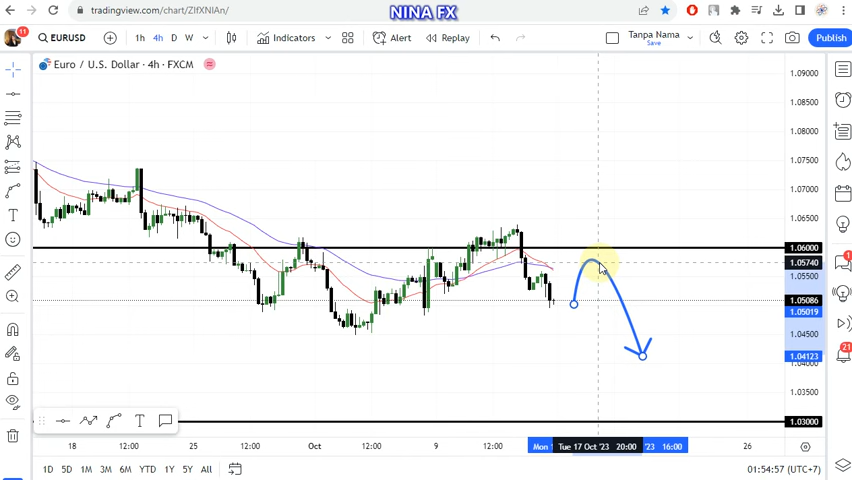 NINA FX
tradingview.com/chart/ZIfXNIAn/
11
EURUSD
1h 4h D W
Indicators
Alert
Replay
Tanpa Nama
Save
Publish
Euro / U.S. Dollar · 4h · FXCM
1.09000
1.08500
1.08000
1.07500
1.07000
1.06500
1.06000
1.05740
1.05500
1.05086
1.05019
1.04500
1.04123
1.03500
1.03000
18 12:00 25 12:00 Oct 12:00 9 12:00 Mon 1 Tue 17 Oct '23 20:00 '23 16:00 26
1D 5D 1M 3M 6M YTD 1Y 5Y All
01:54:57 (UTC+7)
1
21